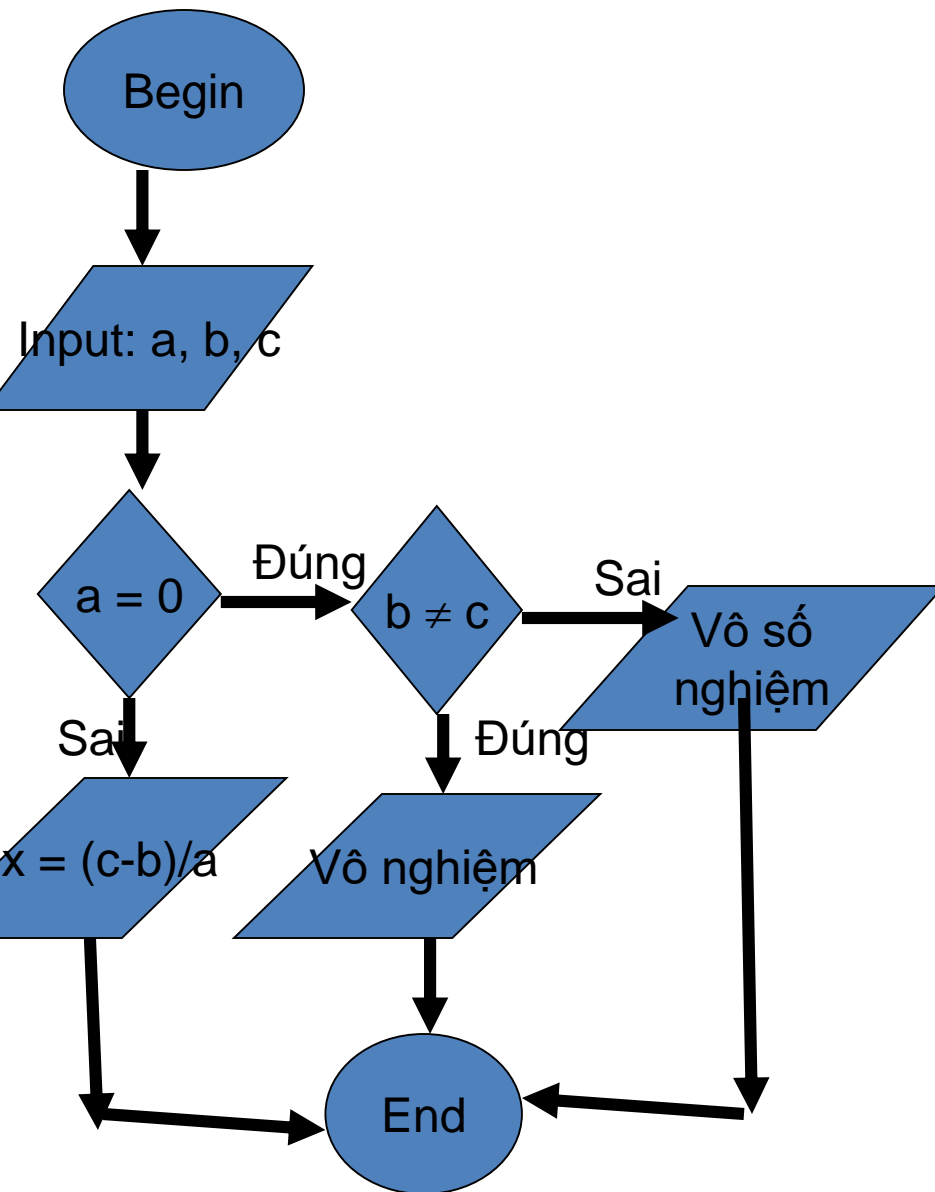 Begin
Input: a, b, c
a = 0
Đúng
b ≠ c
Sai
Vô số
nghiệm
Sai
Đúng
x = (c-b)/a
Vô nghiệm
End